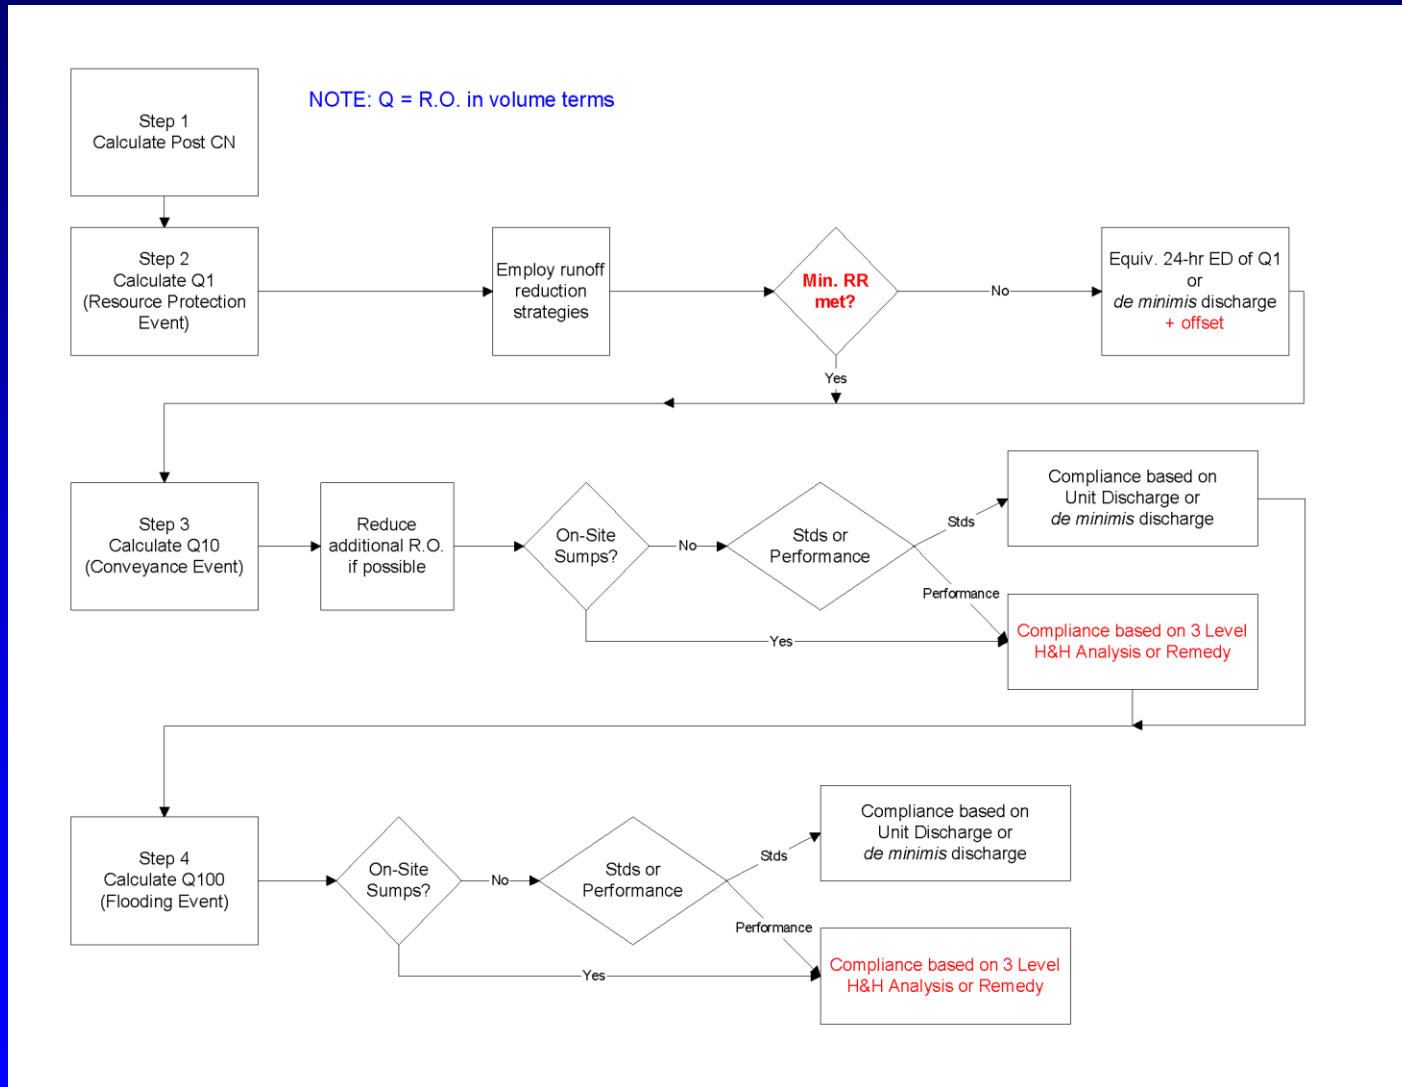 Step 1
Calculate Post CN
NOTE: Q = R.O. in volume terms
Step 2
Calculate Q1
(Resource Protection
Event)
Employ runoff
reduction
strategies
Min. RR
met?
No
Equiv. 24-hr ED of Q1
or
de minimis discharge
+ offset
Yes
Step 3
Calculate Q10
(Conveyance Event)
Reduce
additional R.O.
if possible
On-Site
Sumps?
No
Stds or
Performance
Stds
Compliance based on
Unit Discharge or
de minimis discharge
Performance
Compliance based on 3 Level
H&H Analysis or Remedy
Yes
Step 4
Calculate Q100
(Flooding Event)
On-Site
Sumps?
No
Stds or
Performance
Stds
Compliance based on
Unit Discharge or
de minimis discharge
Performance
Compliance based on 3 Level
H&H Analysis or Remedy
Yes